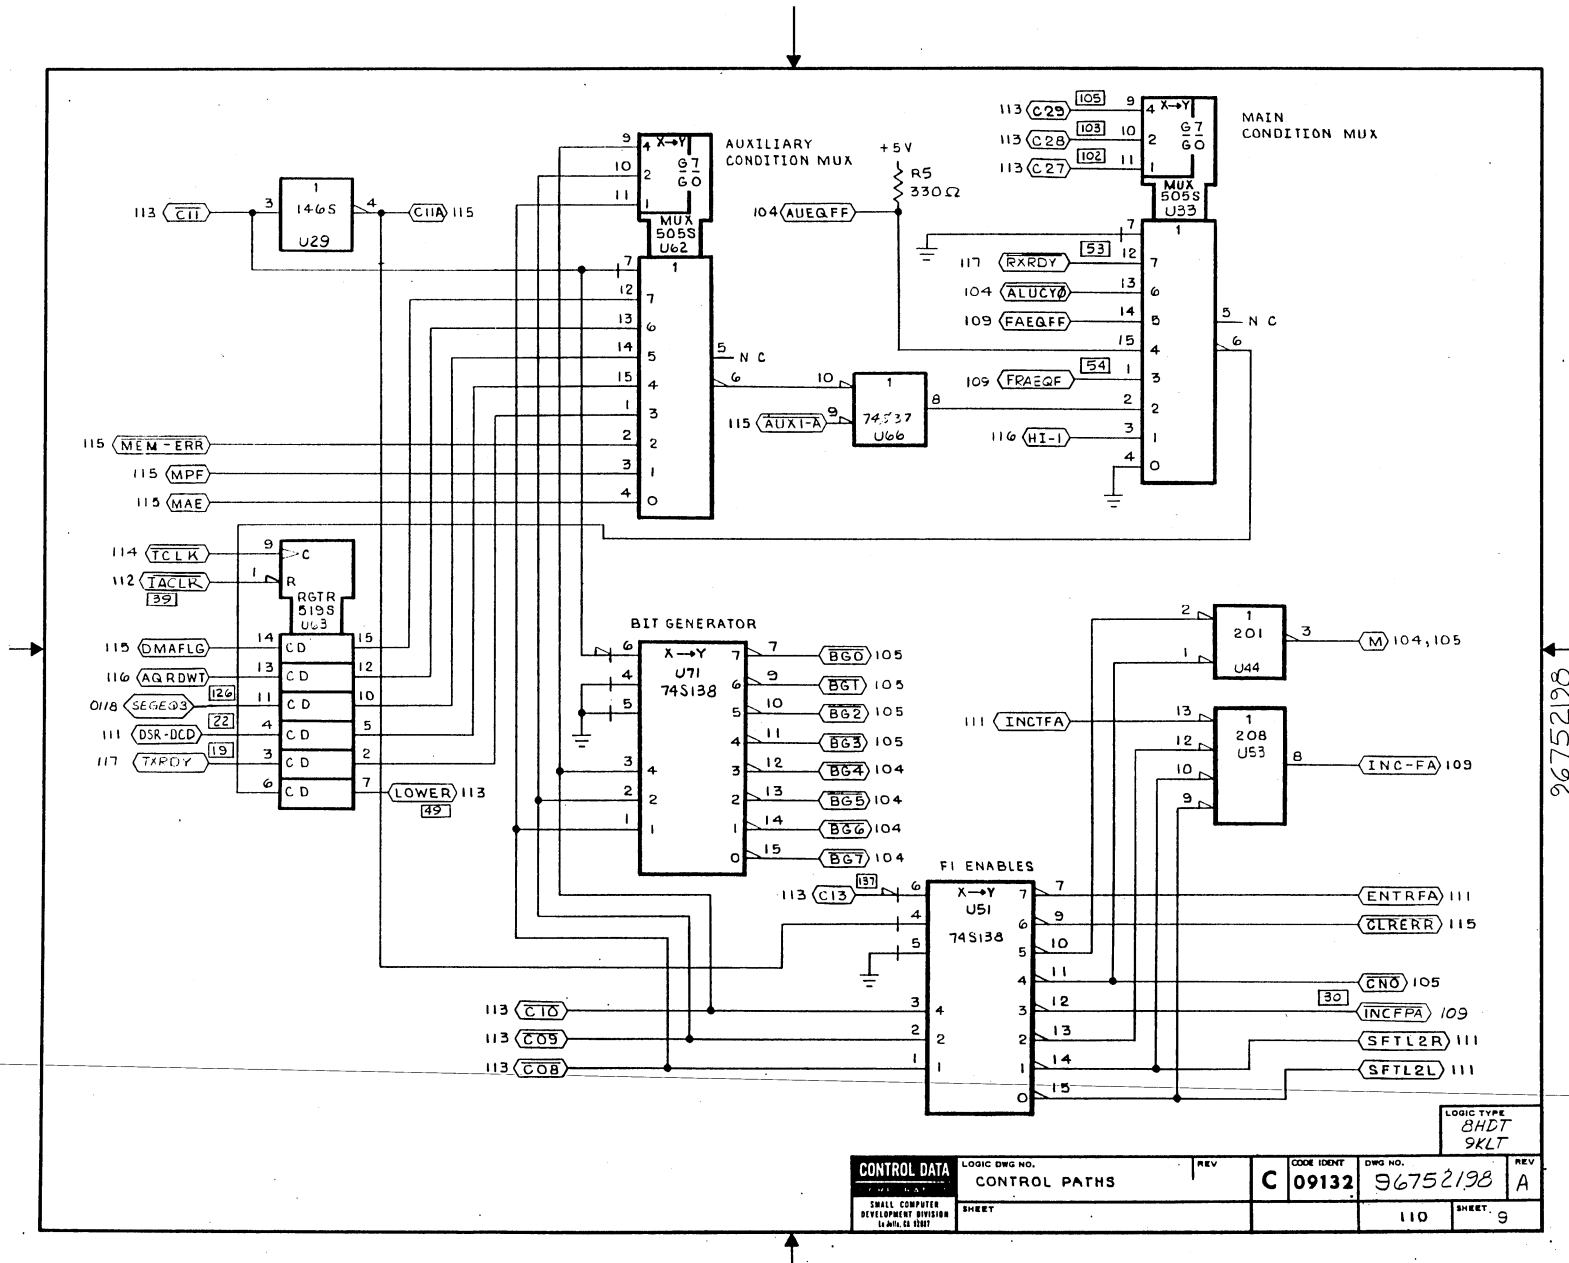 AUXILIARY
CONDITION MUX
MAIN
CONDITION MUX
113 C29 105 9
113 C28 103 10
113 C27 102 11
4 X→Y
2 G7
1 G0
MUX
505S
U33
+5V
R5
330Ω
104 AUEQFF
113 C11 3
1
146S
U29
4 C11A 115
9 4 X→Y
10 2 G7
11 1 G0
MUX
505S
U62
7 1
12 7
13 6
14 5
15 4
1 3
2 2
3 1
4 0
5 N C
6
7 1
117 RXRDY 53 12 7
104 ALUCYØ 13 6
109 FAEQFF 14 5
15 4
109 FRAEQF 54 1 3
2 2
116 HI-1 3 1
4 0
5 N C
6
10 1
115 AUX1-A 9
74S37
U66
8
115 MEM-ERR
115 MPF
115 MAE
114 TCLK 9 C
112 IACLR 1 R
39
RGTR
519S
U63
115 DMAFLG 14 CD 15
116 AQRDWT 13 CD 12
0118 SEGEQ3 126 11 CD 10
111 DSR-DCD 22 4 CD 5
117 TXRDY 19 3 CD 2
6 CD 7 LOWER 113
49
BIT GENERATOR
X→Y
U71
74S138
6
4
5
3 4
2 2
1 1
7 7 BG0 105
6 9 BG1 105
5 10 BG2 105
4 11 BG3 105
3 12 BG4 104
2 13 BG5 104
1 14 BG6 104
0 15 BG7 104
2 1
201
1 U44
3 M 104,105
111 INCTFA 13 1
12 208
U53
10
9
8 INC-FA 109
F1 ENABLES
113 C13 137 6
4
5
X→Y
U51
74S138
113 C10 3 4
113 C09 2 2
113 C08 1 1
7 7 ENTRFA 111
6 9 CLRERR 115
5 10
4 11 CNO 105
3 12 30 INCFPA 109
2 13 SFTL2R 111
1 14 SFTL2L 111
0 15
96752198
LOGIC TYPE
8HDT
9KLT
CONTROL DATA
SMALL COMPUTER
DEVELOPMENT DIVISION
La Jolla, CA 92037
LOGIC DWG NO.
CONTROL PATHS
REV
C
CODE IDENT
09132
DWG NO.
96752198
REV
A
SHEET
110
SHEET 9